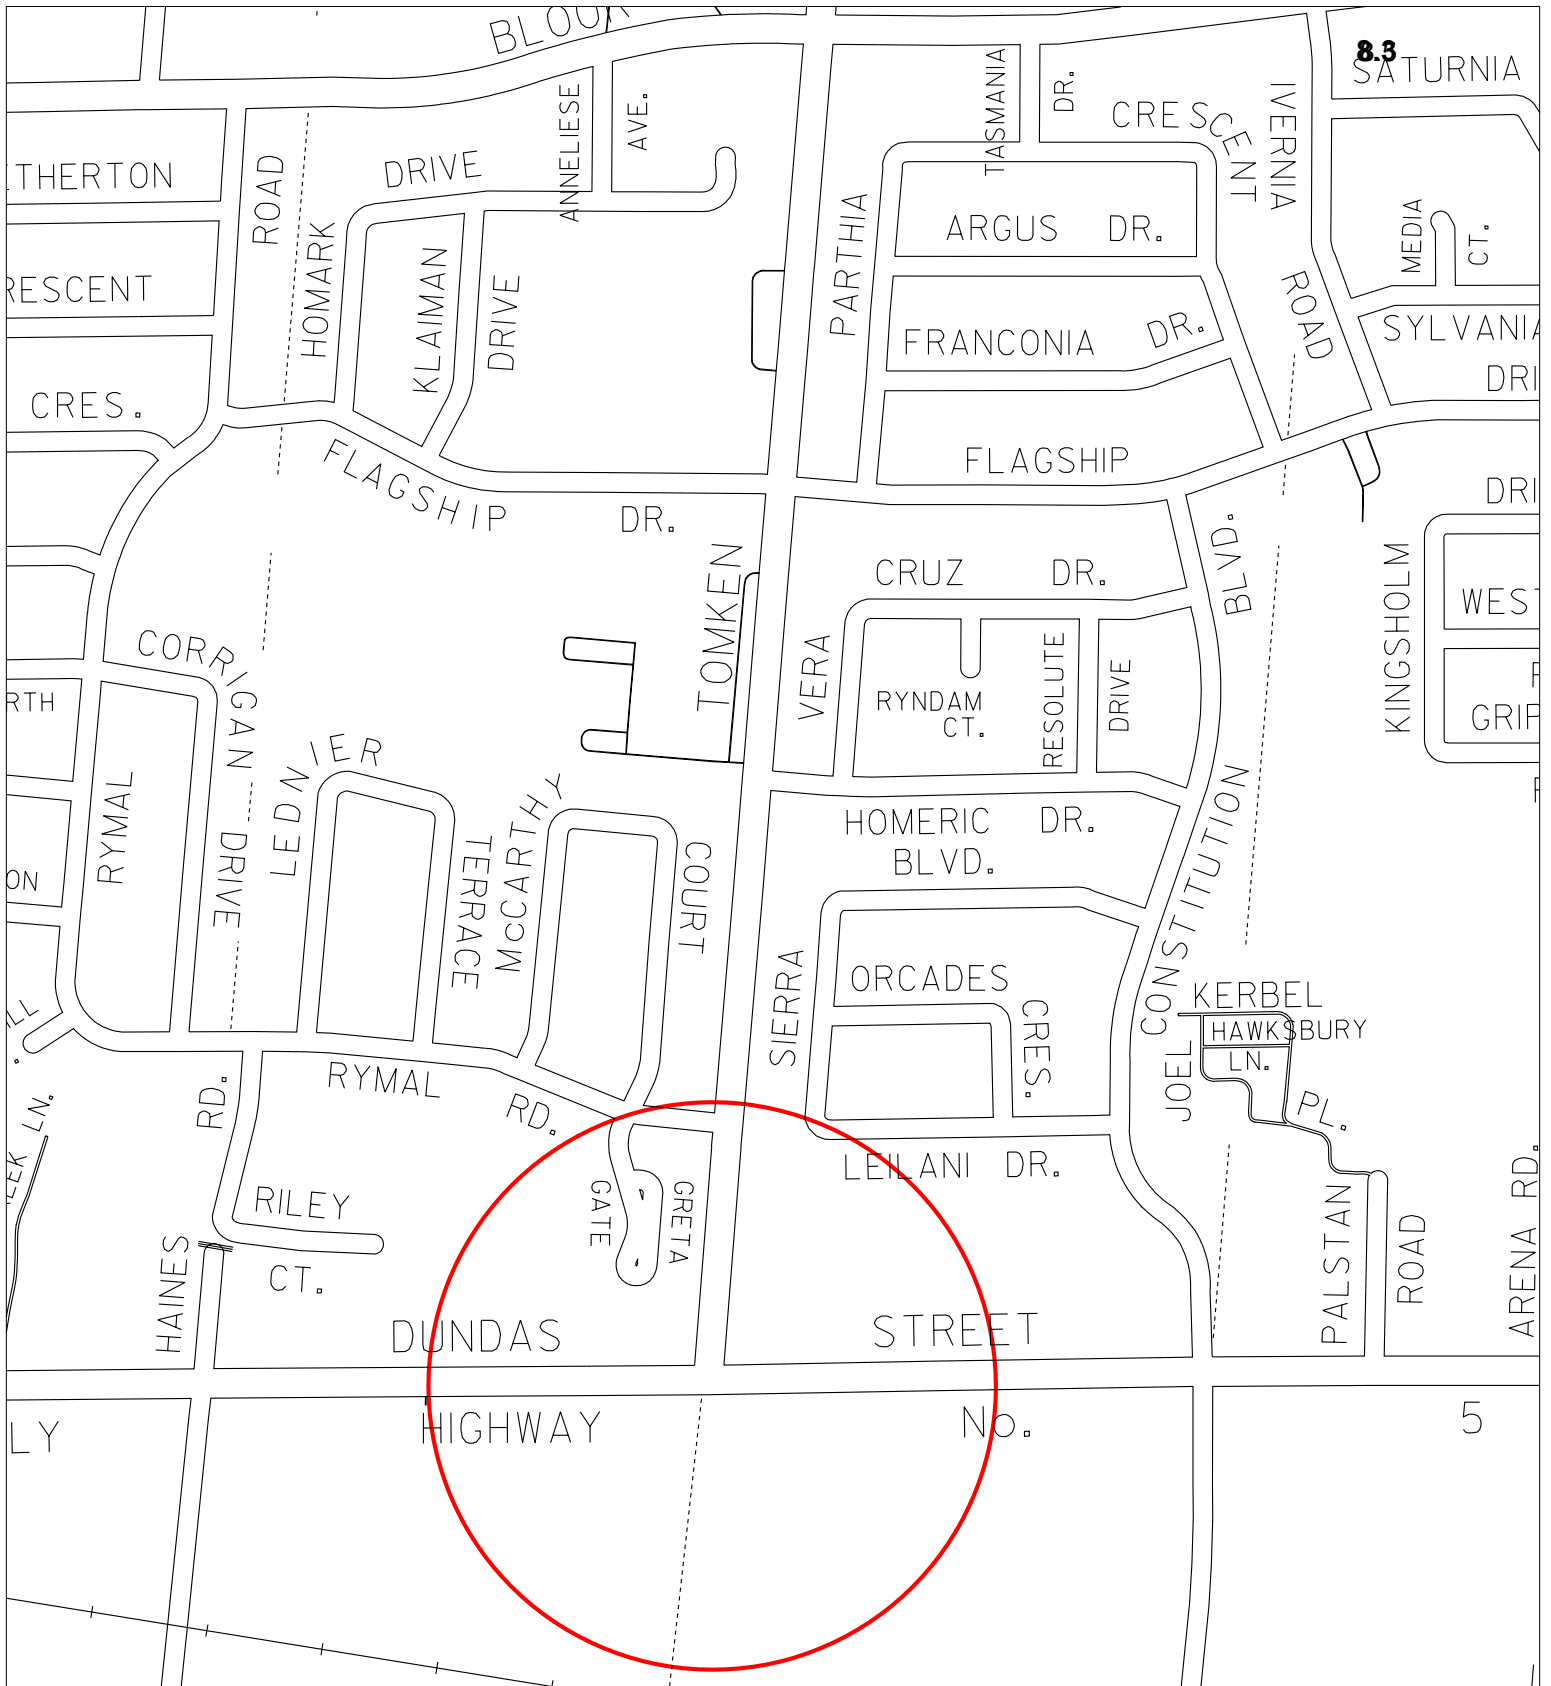 BLOOR
8.3
SATURNIA
TASMANIA
DR.
CRESCENT
IVERNIA
ROAD
ANNELIESE
AVE.
DRIVE
ROAD
HOMARK
KLAIMAN
DRIVE
PARTHIA
ARGUS DR.
MEDIA
CT.
RESCENT
FRANCONIA DR.
SYLVANIA
DRI
CRES.
FLAGSHIP
DR.
FLAGSHIP
DRI
BLVD.
CRUZ DR.
TOMKEN
KINGSHOLM
WEST
CORRIGAN DRIVE
VERA
RYNDAM
CT.
RESOLUTE
DRIVE
RTH
GRIP
RYMAL
LEDNIER
TERRACE
McCARTHY
COURT
HOMERIC DR.
BLVD.
ON
CONSTITUTION
SIERRA
ORCADES
CRES.
KERBEL
HAWKSBURY
LN.
JOEL
PL.
ILL
RYMAL
RD.
RD.
LN.
LEILANI DR.
RILEY
CT.
GATE
GRETA
HAINES
PALSTAN
ROAD
ARENA RD.
DUNDAS STREET
LY
HIGHWAY No. 5